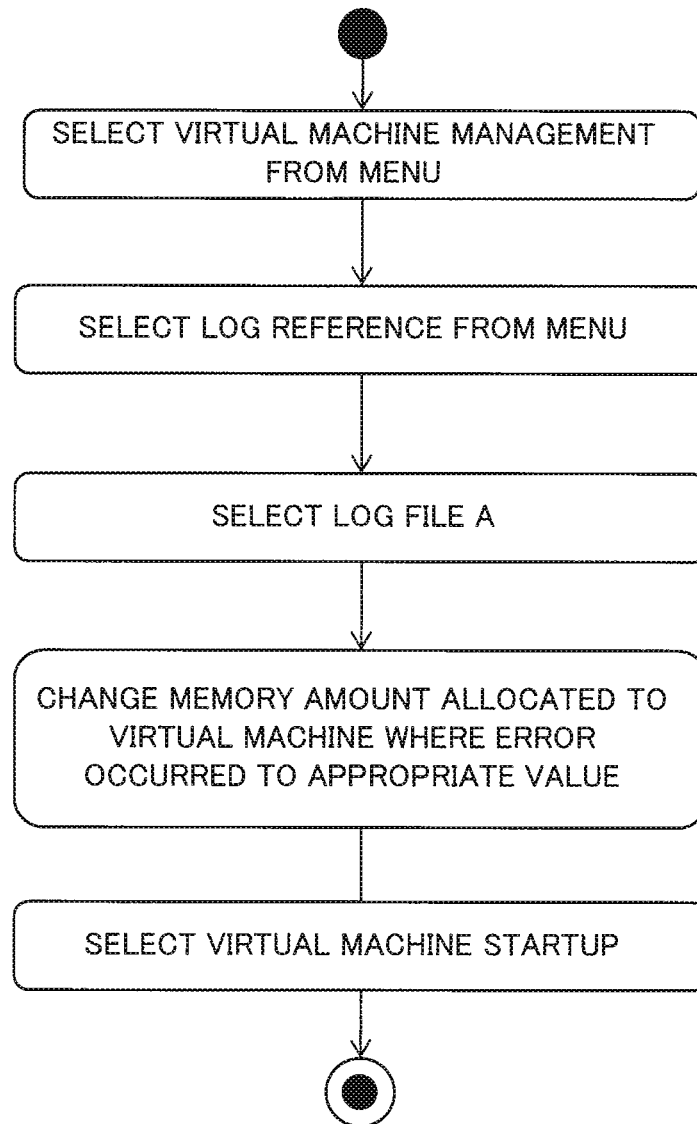 SELECT VIRTUAL MACHINE MANAGEMENT
FROM MENU
SELECT LOG REFERENCE FROM MENU
SELECT LOG FILE A
CHANGE MEMORY AMOUNT ALLOCATED TO
VIRTUAL MACHINE WHERE ERROR
OCCURRED TO APPROPRIATE VALUE
SELECT VIRTUAL MACHINE STARTUP